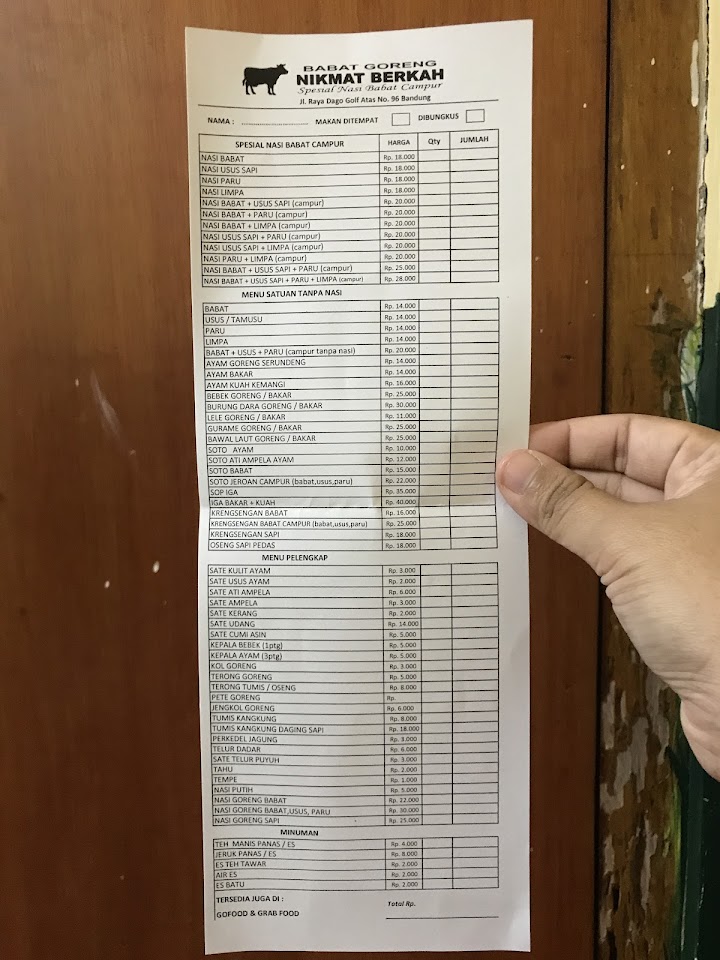 BABAT GORENG
NIKMAT BERKAH
Spesial Nasi Babat Campur
Jl. Raya Dago Golf Atas No. 96 Bandung
NAMA : ........................ MAKAN DITEMPAT DIBUNGKUS
SPESIAL NASI BABAT CAMPUR HARGA Qty JUMLAH
NASI BABAT Rp. 18.000
NASI USUS SAPI Rp. 18.000
NASI PARU Rp. 18.000
NASI LIMPA Rp. 18.000
NASI BABAT + USUS SAPI (campur) Rp. 20.000
NASI BABAT + PARU (campur) Rp. 20.000
NASI BABAT + LIMPA (campur) Rp. 20.000
NASI USUS SAPI + PARU (campur) Rp. 20.000
NASI USUS SAPI + LIMPA (campur) Rp. 20.000
NASI PARU + LIMPA (campur) Rp. 20.000
NASI BABAT + USUS SAPI + PARU (campur) Rp. 25.000
NASI BABAT + USUS SAPI + PARU + LIMPA (campur) Rp. 28.000
MENU SATUAN TANPA NASI
BABAT Rp. 14.000
USUS / TAMUSU Rp. 14.000
PARU Rp. 14.000
LIMPA Rp. 14.000
BABAT + USUS + PARU (campur tanpa nasi) Rp. 20.000
AYAM GORENG SERUNDENG Rp. 14.000
AYAM BAKAR Rp. 14.000
AYAM KUAH KEMANGI Rp. 16.000
BEBEK GORENG / BAKAR Rp. 25.000
BURUNG DARA GORENG / BAKAR Rp. 30.000
LELE GORENG / BAKAR Rp. 11.000
GURAME GORENG / BAKAR Rp. 25.000
BAWAL LAUT GORENG / BAKAR Rp. 25.000
SOTO AYAM Rp. 10.000
SOTO ATI AMPELA AYAM Rp. 12.000
SOTO BABAT Rp. 15.000
SOTO JEROAN CAMPUR (babat,usus,paru) Rp. 22.000
SOP IGA Rp. 35.000
IGA BAKAR + KUAH Rp. 40.000
KRENGSENGAN BABAT Rp. 16.000
KRENGSENGAN BABAT CAMPUR (babat,usus,paru) Rp. 25.000
KRENGSENGAN SAPI Rp. 18.000
OSENG SAPI PEDAS Rp. 18.000
MENU PELENGKAP
SATE KULIT AYAM Rp. 3.000
SATE USUS AYAM Rp. 2.000
SATE ATI AMPELA Rp. 6.000
SATE AMPELA Rp. 3.000
SATE KERANG Rp. 2.000
SATE UDANG Rp. 14.000
SATE CUMI ASIN Rp. 5.000
KEPALA BEBEK (1ptg) Rp. 5.000
KEPALA AYAM (3ptg) Rp. 5.000
KOL GORENG Rp. 3.000
TERONG GORENG Rp. 5.000
TERONG TUMIS / OSENG Rp. 8.000
PETE GORENG Rp.
JENGKOL GORENG Rp. 6.000
TUMIS KANGKUNG Rp. 8.000
TUMIS KANGKUNG DAGING SAPI Rp. 18.000
PERKEDEL JAGUNG Rp. 3.000
TELUR DADAR Rp. 6.000
SATE TELUR PUYUH Rp. 3.000
TAHU Rp. 2.000
TEMPE Rp. 1.000
NASI PUTIH Rp. 5.000
NASI GORENG BABAT Rp. 22.000
NASI GORENG BABAT,USUS, PARU Rp. 30.000
NASI GORENG SAPI Rp. 25.000
MINUMAN
TEH MANIS PANAS / ES Rp. 4.000
JERUK PANAS / ES Rp. 8.000
ES TEH TAWAR Rp. 2.000
AIR ES Rp. 2.000
ES BATU Rp. 2.000
TERSEDIA JUGA DI : Total Rp.
GOFOOD & GRAB FOOD